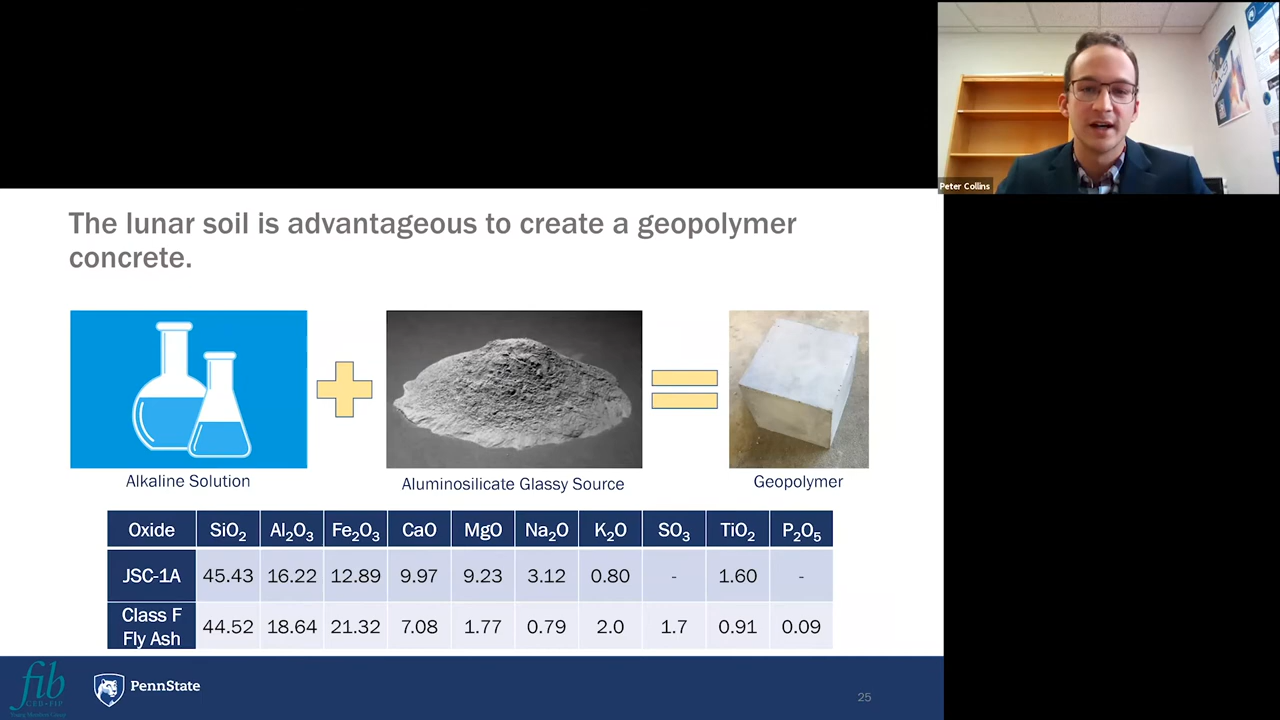 Peter Collins
The lunar soil is advantageous to create a geopolymer
concrete.
Alkaline Solution
Aluminosilicate Glassy Source
Geopolymer
Oxide SiO₂ Al₂O₃ Fe₂O₃ CaO MgO Na₂O K₂O SO₃ TiO₂ P₂O₅
JSC-1A 45.43 16.22 12.89 9.97 9.23 3.12 0.80 - 1.60 -
Class F
Fly Ash 44.52 18.64 21.32 7.08 1.77 0.79 2.0 1.7 0.91 0.09
fib
CEB-FIP
PennState
25